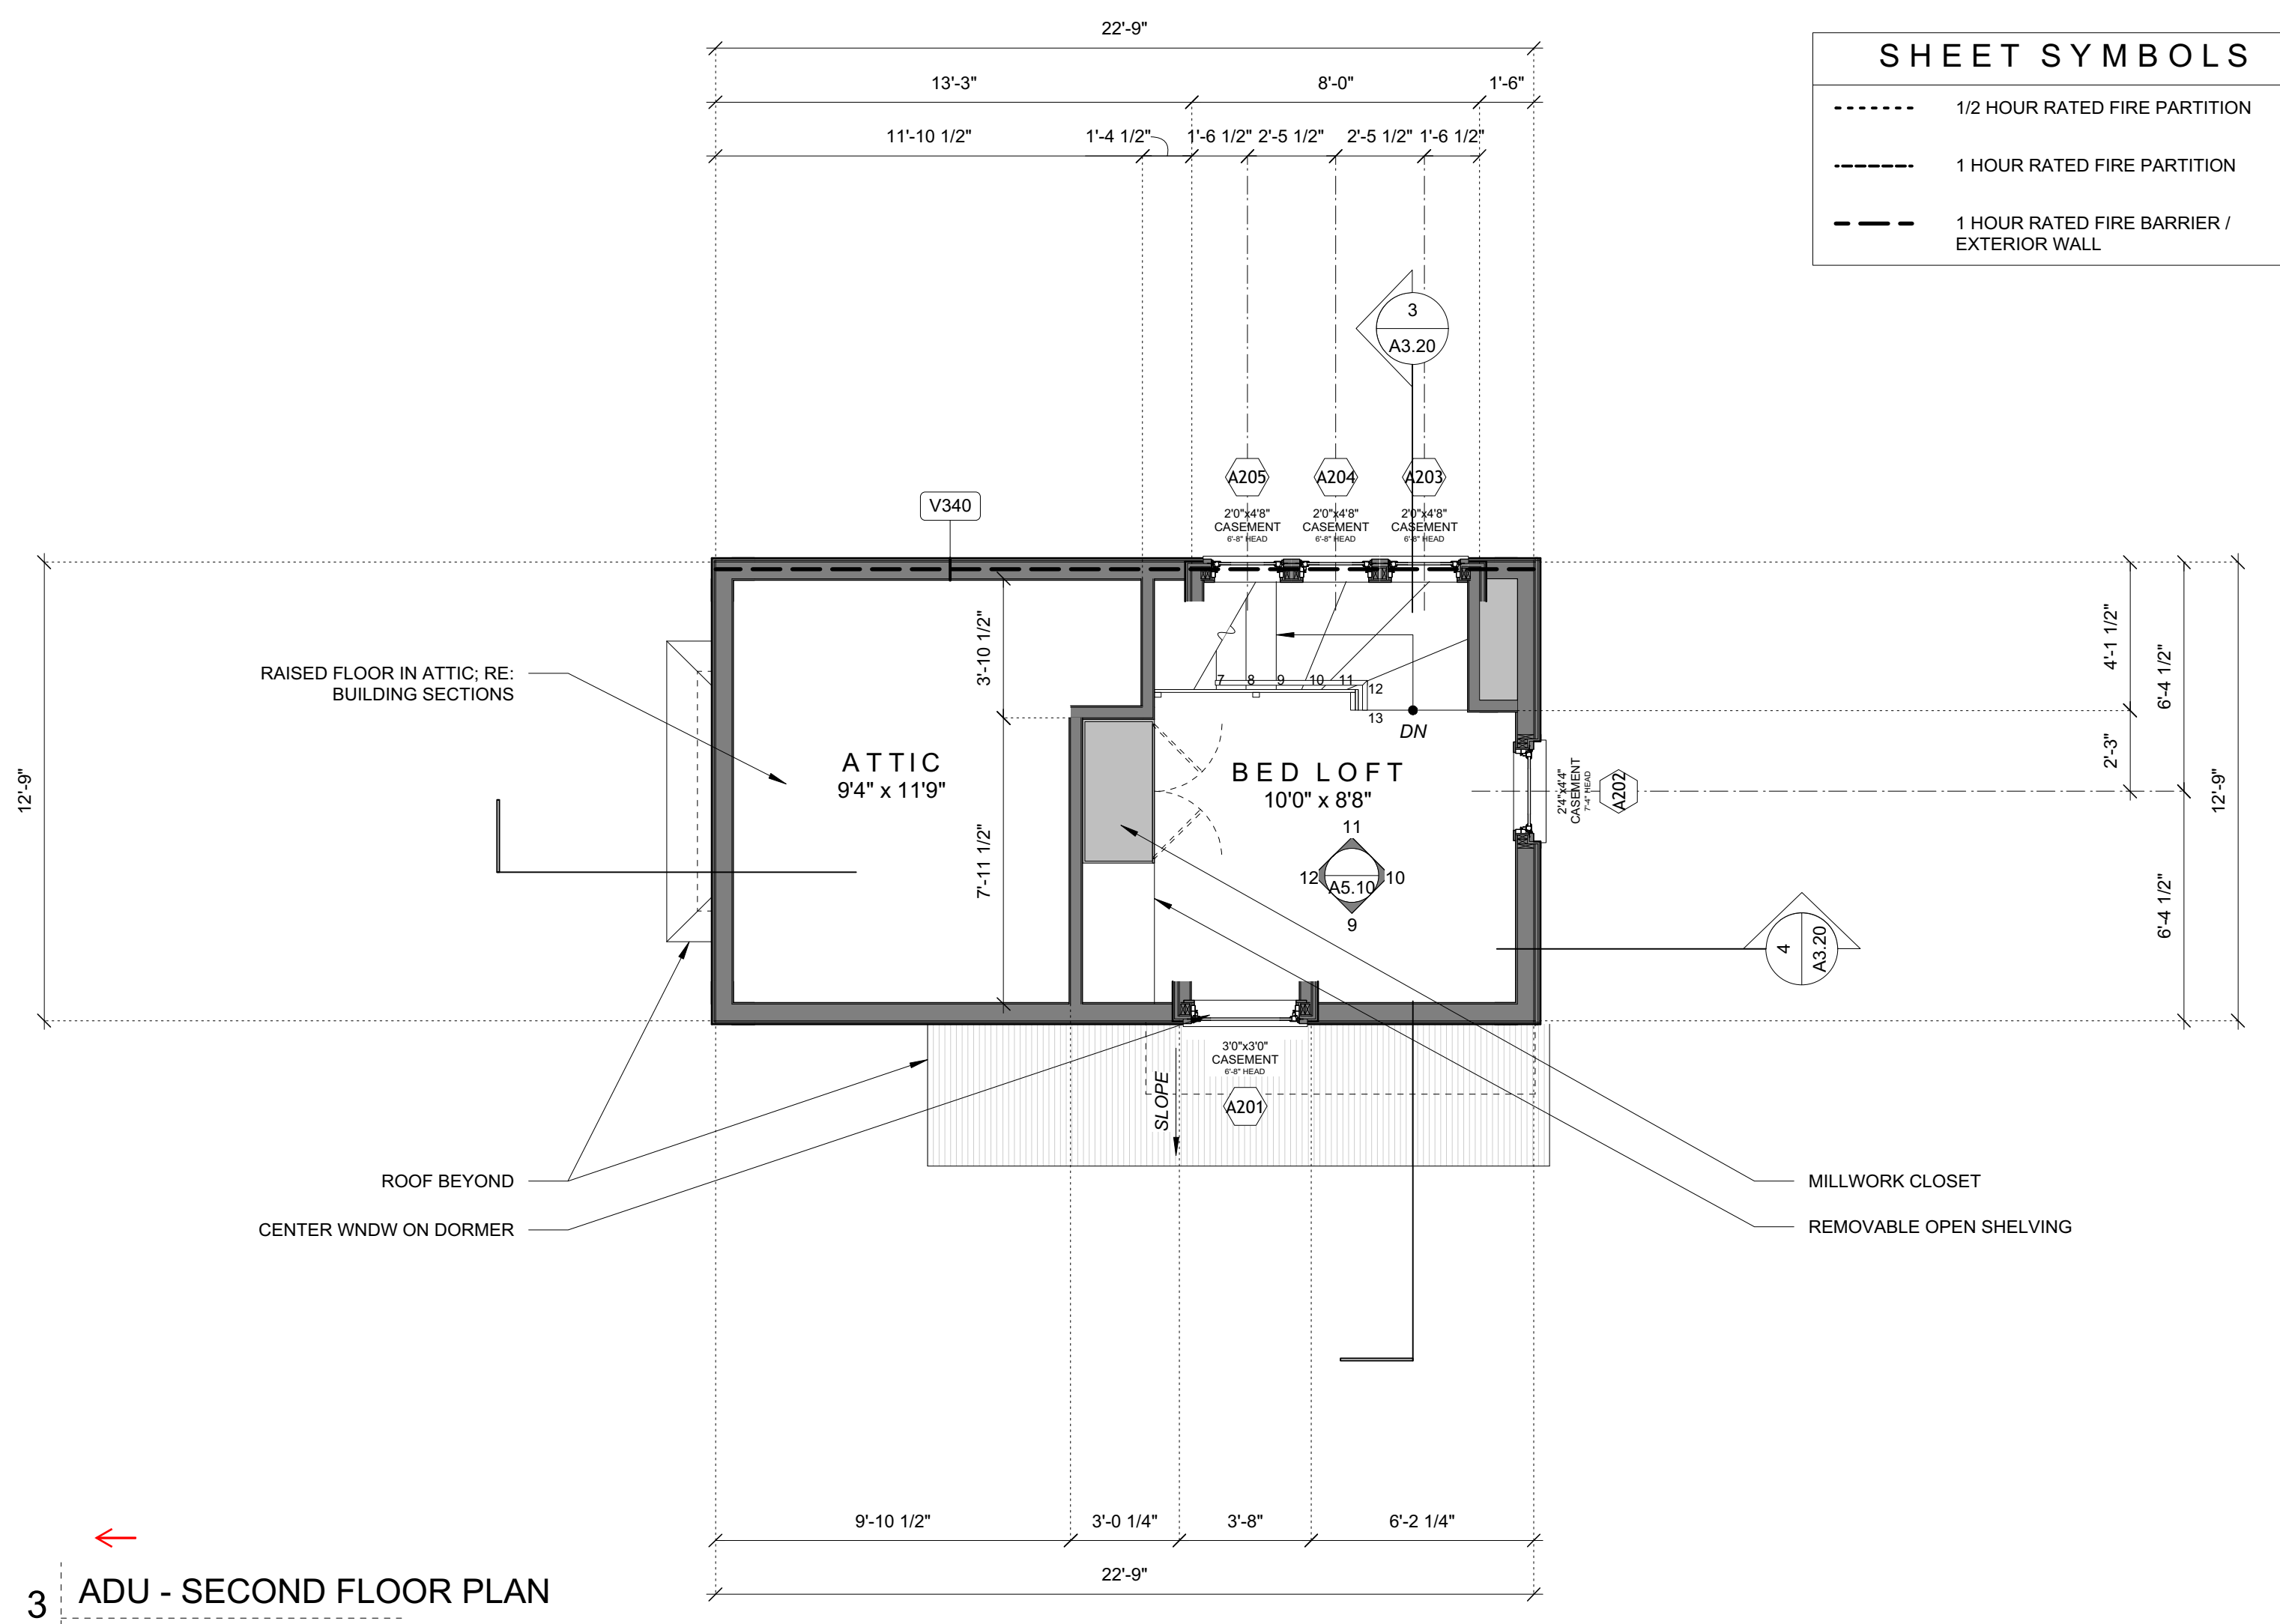 22'-9"
13'-3"
8'-0"
1'-6"
11'-10 1/2"
1'-4 1/2"
1'-6 1/2"
2'-5 1/2"
2'-5 1/2"
1'-6 1/2"
SHEET SYMBOLS
1/2 HOUR RATED FIRE PARTITION
1 HOUR RATED FIRE PARTITION
1 HOUR RATED FIRE BARRIER /
EXTERIOR WALL
3
A3.20
A205
A204
A203
2'0"x4'8"
CASEMENT
6'-8" HEAD
2'0"x4'8"
CASEMENT
6'-8" HEAD
2'0"x4'8"
CASEMENT
6'-8" HEAD
V340
RAISED FLOOR IN ATTIC; RE:
BUILDING SECTIONS
12'-9"
3'-10 1/2"
7'-11 1/2"
ATTIC
9'4" x 11'9"
7
8
9
10
11
12
13
DN
BED LOFT
10'0" x 8'8"
11
12
A5.10
10
9
2'4"x4'4"
CASEMENT
7'-4" HEAD
A202
4'-1 1/2"
2'-3"
6'-4 1/2"
6'-4 1/2"
12'-9"
4
A3.20
3'0"x3'0"
CASEMENT
6'-8" HEAD
A201
SLOPE
ROOF BEYOND
CENTER WNDW ON DORMER
MILLWORK CLOSET
REMOVABLE OPEN SHELVING
9'-10 1/2"
3'-0 1/4"
3'-8"
6'-2 1/4"
22'-9"
3
ADU - SECOND FLOOR PLAN